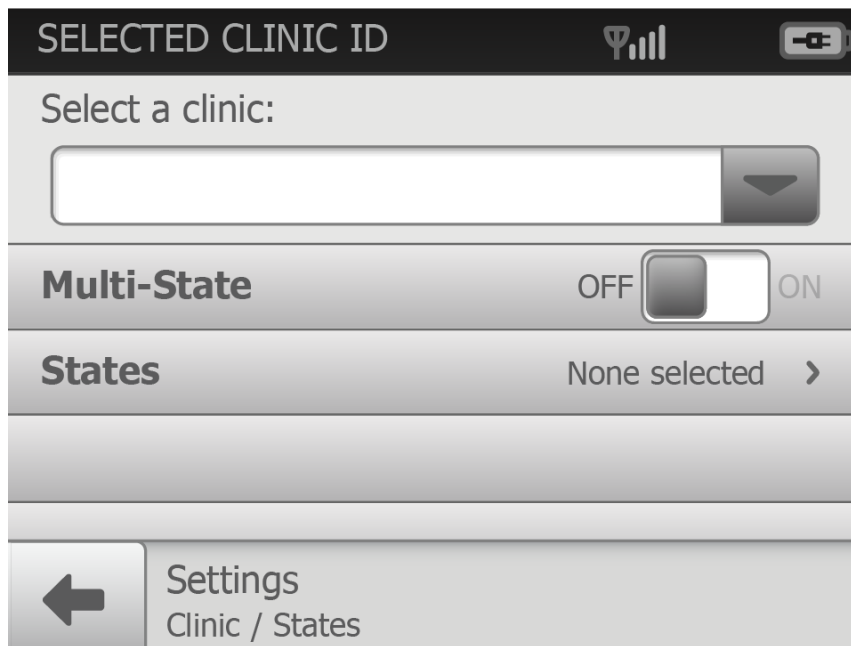 SELECTED CLINIC ID
Select a clinic:
Multi-State OFF ON
States None selected
Settings
Clinic / States